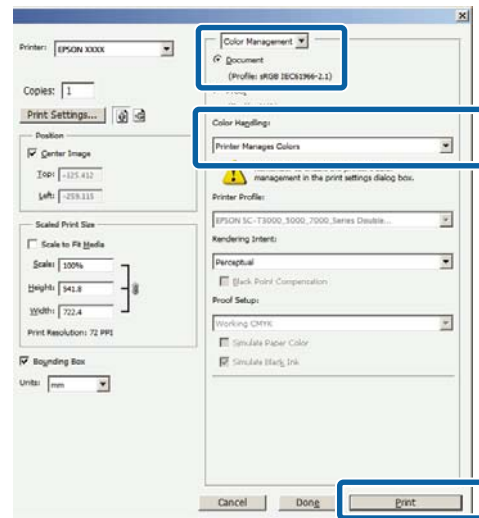 Printer: EPSON XXXX
Copies: 1
Print Settings...
Position
Center Image
Top: -125.412
Left: -259.115
Scaled Print Size
Scale to Fit Media
Scale: 100%
Height: 541.8
Width: 722.4
Print Resolution: 72 PPI
Bounding Box
Units: mm
Color Management
Document
(Profile: sRGB IEC61966-2.1)
Color Handling:
Printer Manages Colors
management in the print settings dialog box.
Printer Profile:
EPSON SC-T3000_5000_7000_Series Double...
Rendering Intent:
Perceptual
Black Point Compensation
Proof Setup:
Working CMYK
Simulate Paper Color
Simulate Black Ink
Cancel
Done
Print